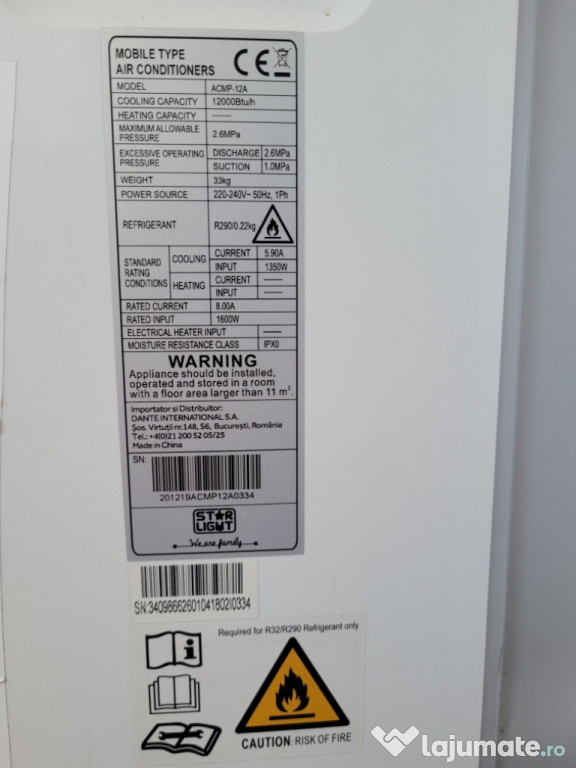 MOBILE TYPE
AIR CONDITIONERS
CE
MODEL ACMP-12A
COOLING CAPACITY 12000Btu/h
HEATING CAPACITY ——
MAXIMUM ALLOWABLE
PRESSURE 2.6MPa
EXCESSIVE OPERATING
PRESSURE
DISCHARGE 2.6MPa
SUCTION 1.0MPa
WEIGHT 33kg
POWER SOURCE 220-240V~ 50Hz, 1Ph
REFRIGERANT R290/0.22kg
STANDARD
RATING
CONDITIONS
COOLING CURRENT 5.90A
INPUT 1350W
HEATING CURRENT ——
INPUT ——
RATED CURRENT 8.00A
RATED INPUT 1600W
ELECTRICAL HEATER INPUT ——
MOISTURE RESISTANCE CLASS IPX0
WARNING
Appliance should be installed,
operated and stored in a room
with a floor area larger than 11 m².
Importator si Distribuitor:
DANTE INTERNATIONAL S.A.
Șos. Virtuții nr.148, S6, București, România
Tel.: +4(0)21 200 52 05/25
Made in China
SN:
201219ACMP12A0334
STAR
LIGHT
We are family
SN:34098662601041802I0334
Required for R32/R290 Refrigerant only
i
CAUTION: RISK OF FIRE
lajumate.ro